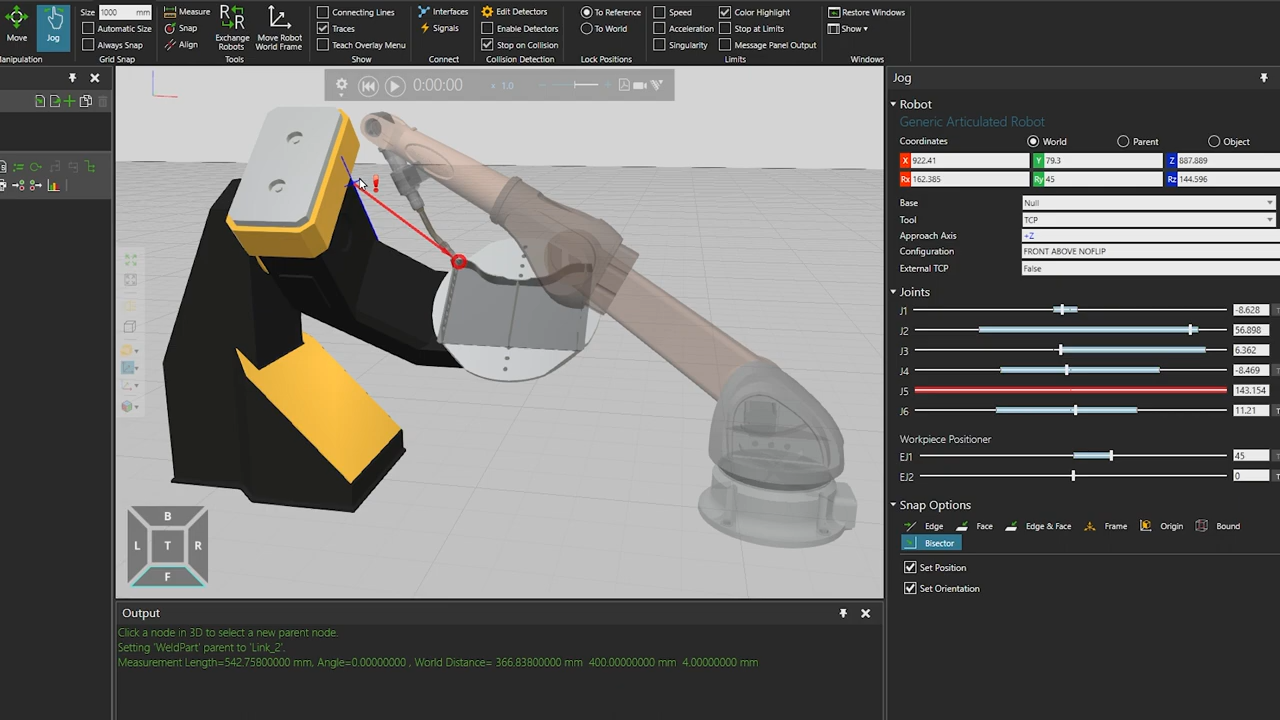 Size 1000 mm
Measure
Connecting Lines
Interfaces
Edit Detectors
To Reference
Speed
Color Highlight
Restore Windows
Automatic Size
Snap
Traces
Signals
Enable Detectors
To World
Acceleration
Stop at Limits
Show
Move
Jog
Always Snap
Align
Exchange Robots
Move Robot World Frame
Teach Overlay Menu
Stop on Collision
Singularity
Message Panel Output
nanipulation
Grid Snap
Tools
Show
Connect
Collision Detection
Lock Positions
Limits
Windows
0:00:00
x 1.0
B
L T R
F
Jog
Robot
Generic Articulated Robot
Coordinates World Parent Object
X 922.41 Y 79.3 Z 887.889
Rx 162.385 Ry 45 Rz 144.596
Base Null
Tool TCP
Approach Axis +Z
Configuration FRONT ABOVE NOFLIP
External TCP False
Joints
J1 -8.628
J2 56.898
J3 6.362
J4 -8.469
J5 143.154
J6 11.21
Workpiece Positioner
EJ1 45
EJ2 0
Snap Options
Edge Face Edge & Face Frame Origin Bound
Bisector
Set Position
Set Orientation
Output
Click a node in 3D to select a new parent node.
Setting 'WeldPart' parent to 'Link_2'.
Measurement Length=542.75800000 mm, Angle=0.00000000 , World Distance= 366.83800000 mm 400.00000000 mm 4.00000000 mm